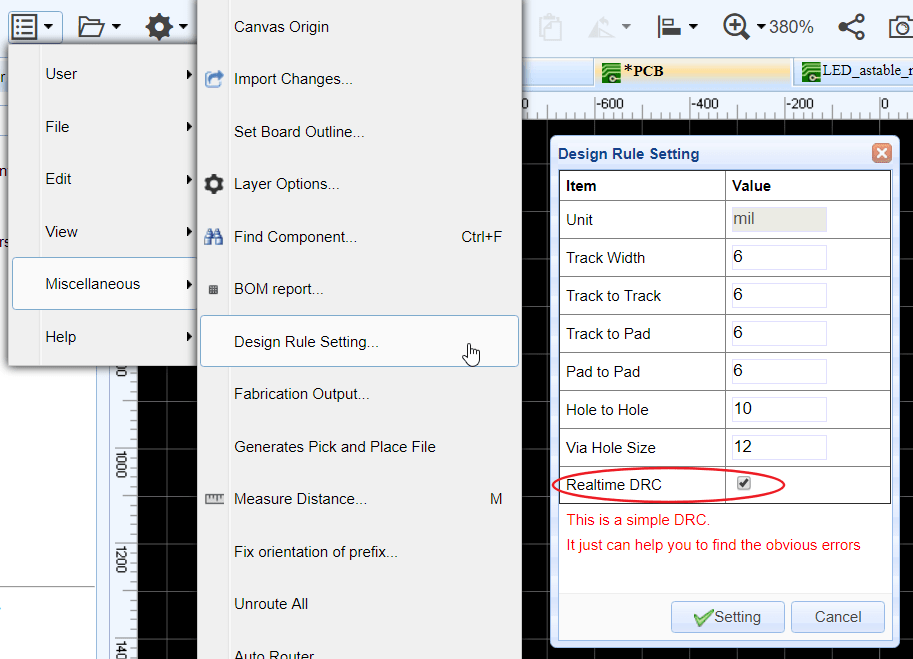 380%
*PCB
LED_astable_
0
-600
-400
-200
0
User
File
Edit
View
Miscellaneous
Help
Canvas Origin
Import Changes...
Set Board Outline...
Layer Options...
Find Component... Ctrl+F
BOM report...
Design Rule Setting...
Fabrication Output...
Generates Pick and Place File
Measure Distance... M
Fix orientation of prefix...
Unroute All
Auto Router
1000
1200
Design Rule Setting
Item Value
Unit mil
Track Width 6
Track to Track 6
Track to Pad 6
Pad to Pad 6
Hole to Hole 10
Via Hole Size 12
Realtime DRC
This is a simple DRC.
It just can help you to find the obvious errors
Setting Cancel